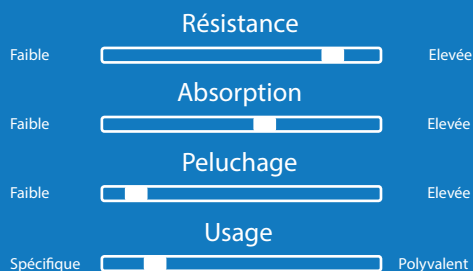 Résistance
Faible Elevée
Absorption
Faible Elevée
Peluchage
Faible Elevée
Usage
Spécifique Polyvalent